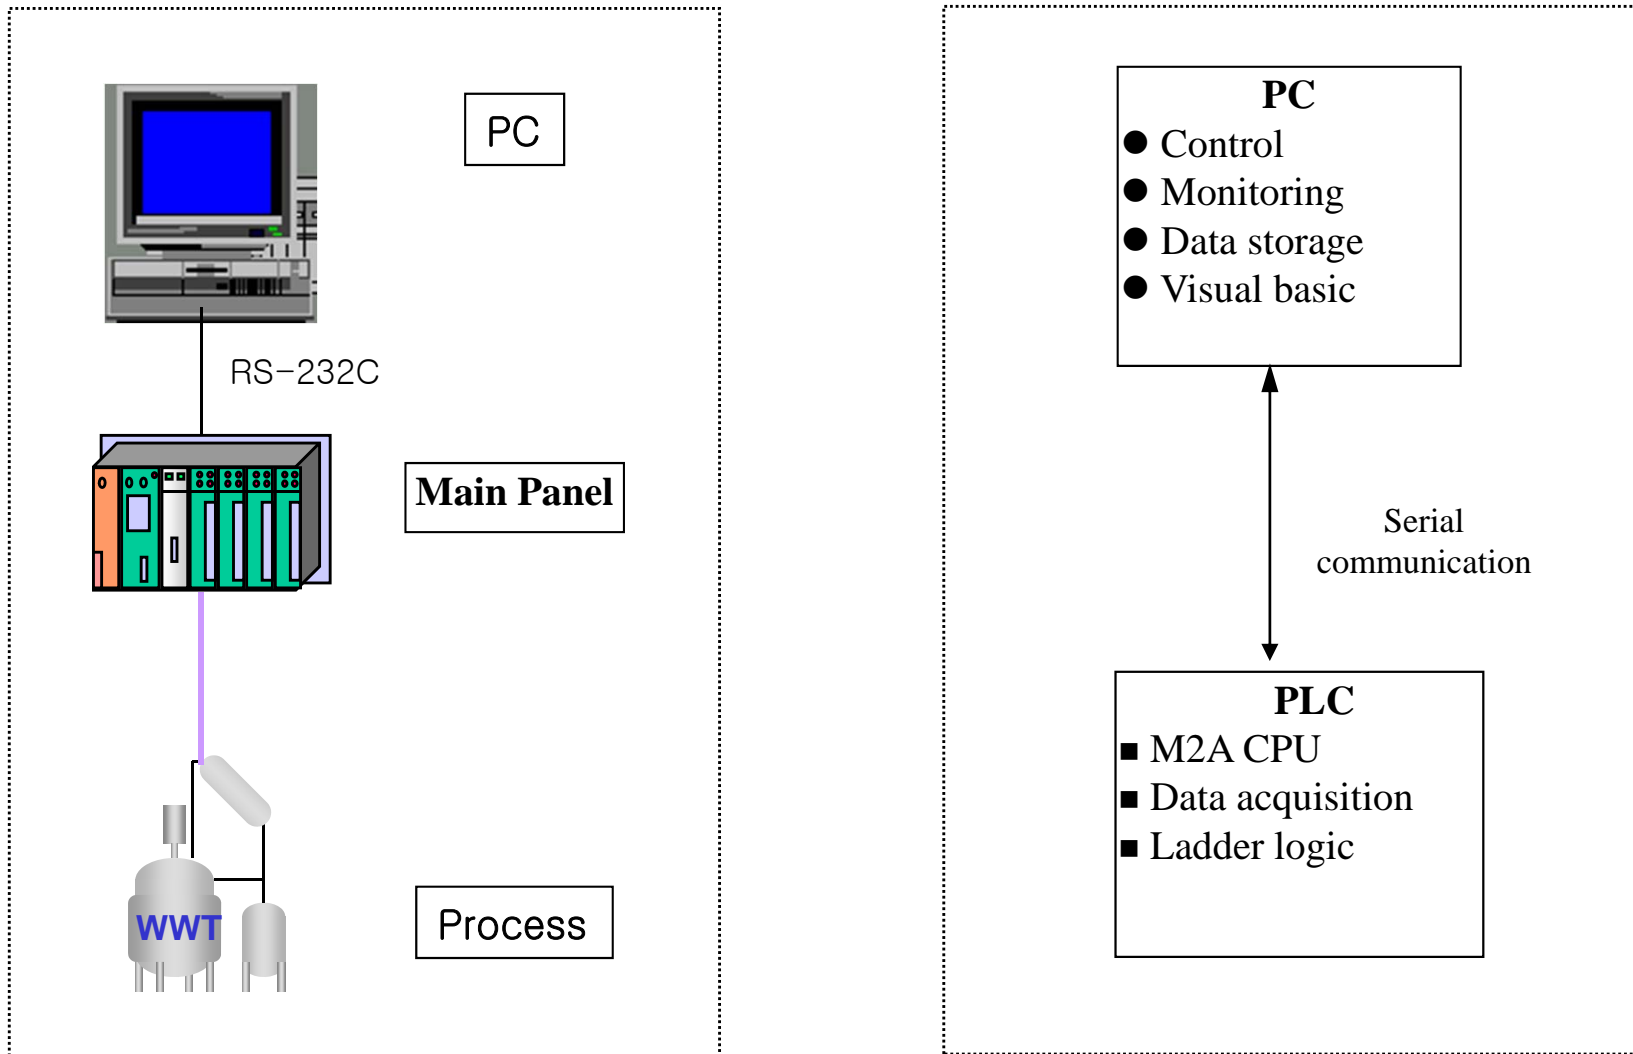 PC
RS-232C
Main Panel
WWT
Process
PC
● Control
● Monitoring
● Data storage
● Visual basic
Serial
communication
PLC
■ M2A CPU
■ Data acquisition
■ Ladder logic